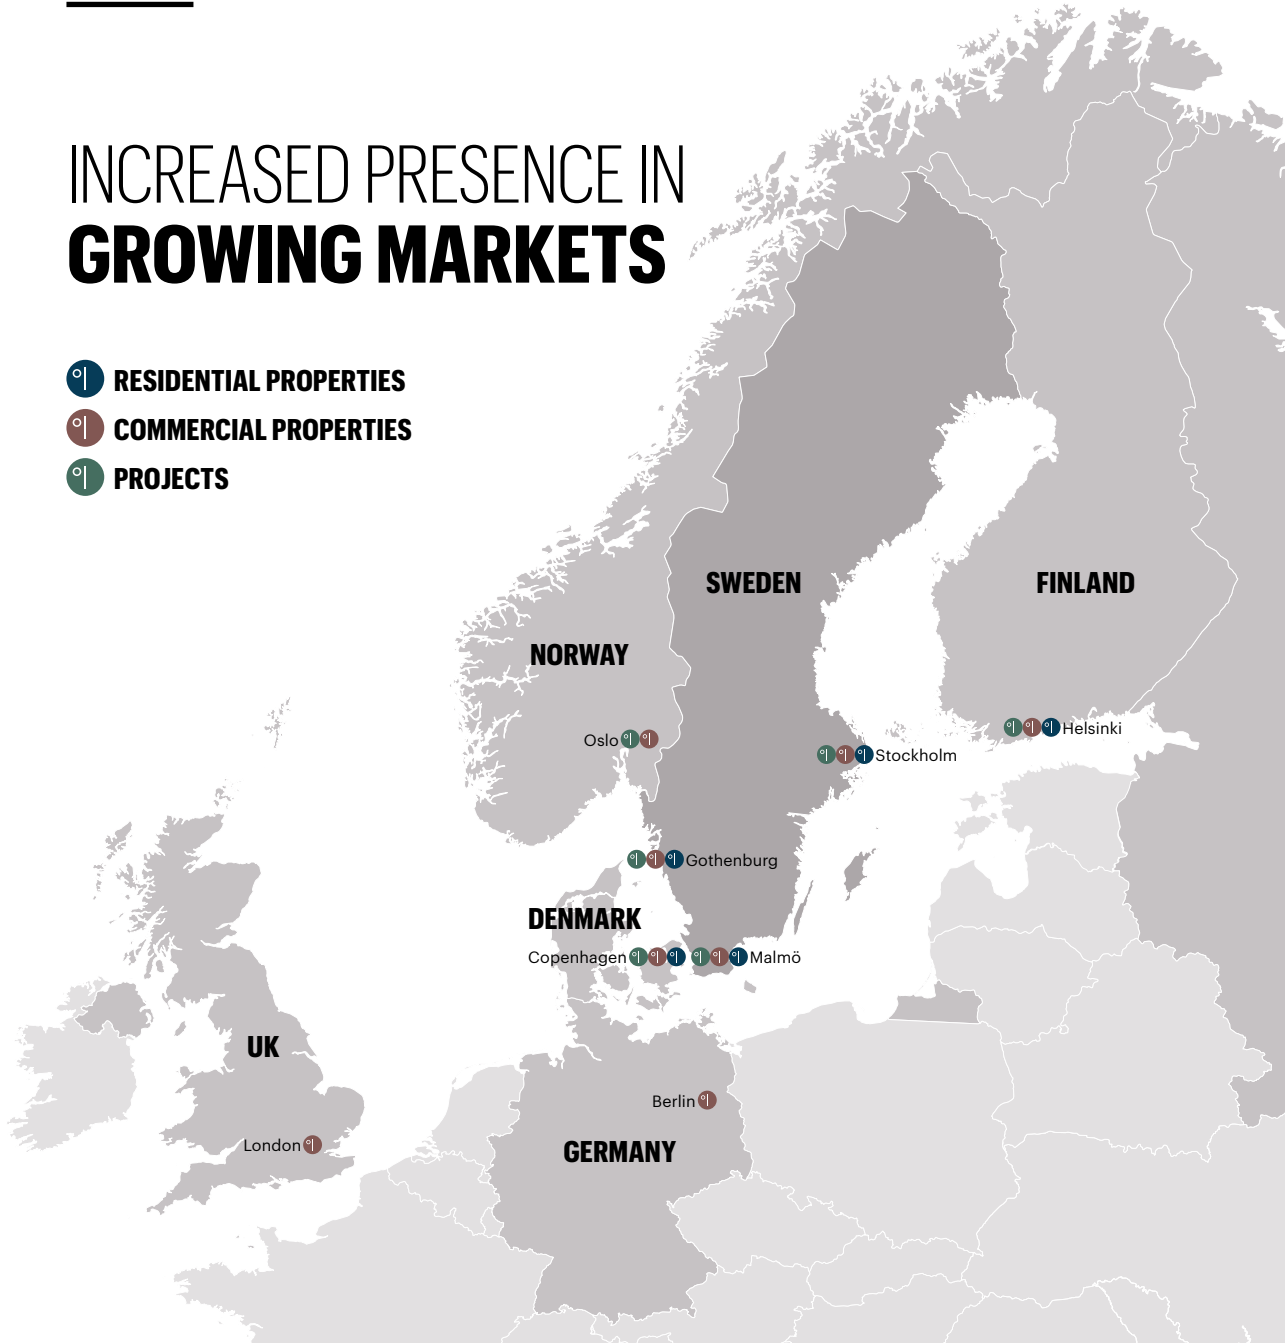 INCREASED PRESENCE IN
GROWING MARKETS
RESIDENTIAL PROPERTIES
COMMERCIAL PROPERTIES
PROJECTS
SWEDEN
FINLAND
NORWAY
Helsinki
Oslo
Stockholm
Gothenburg
DENMARK
Copenhagen
Malmö
UK
Berlin
London
GERMANY